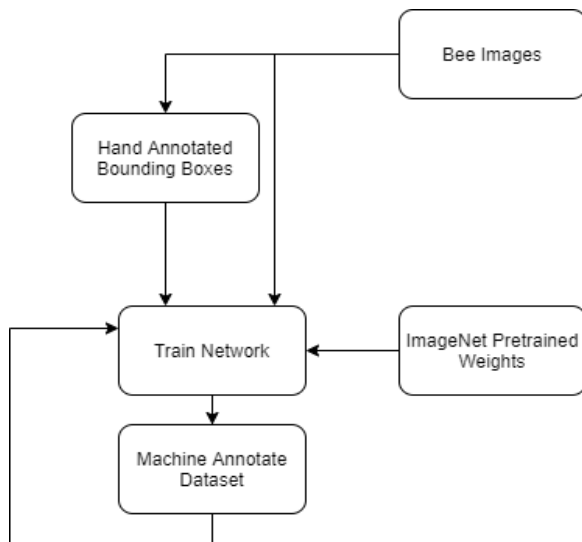 Bee Images
Hand Annotated
Bounding Boxes
Train Network
ImageNet Pretrained
Weights
Machine Annotate
Dataset